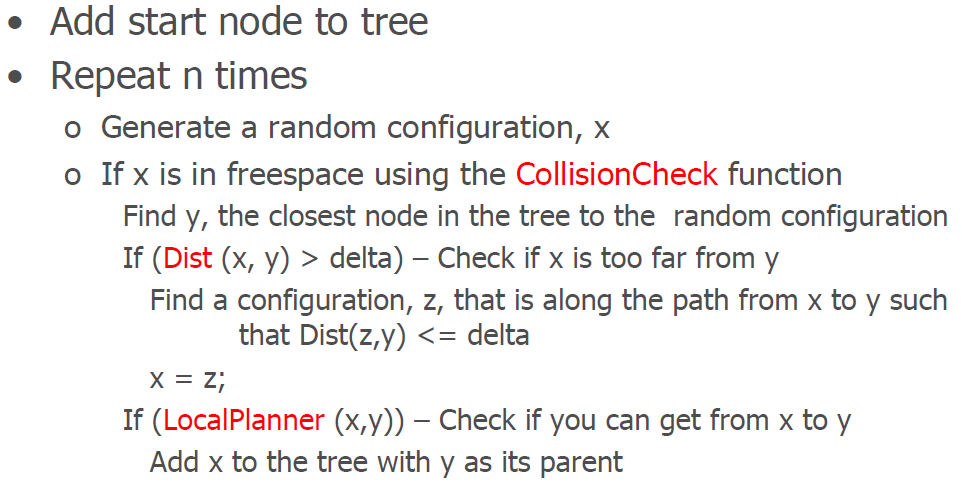 • Add start node to tree
• Repeat n times
o Generate a random configuration, x
o If x is in freespace using the CollisionCheck function
Find y, the closest node in the tree to the random configuration
If (Dist (x, y) > delta) – Check if x is too far from y
Find a configuration, z, that is along the path from x to y such
that Dist(z,y) <= delta
x = z;
If (LocalPlanner (x,y)) – Check if you can get from x to y
Add x to the tree with y as its parent